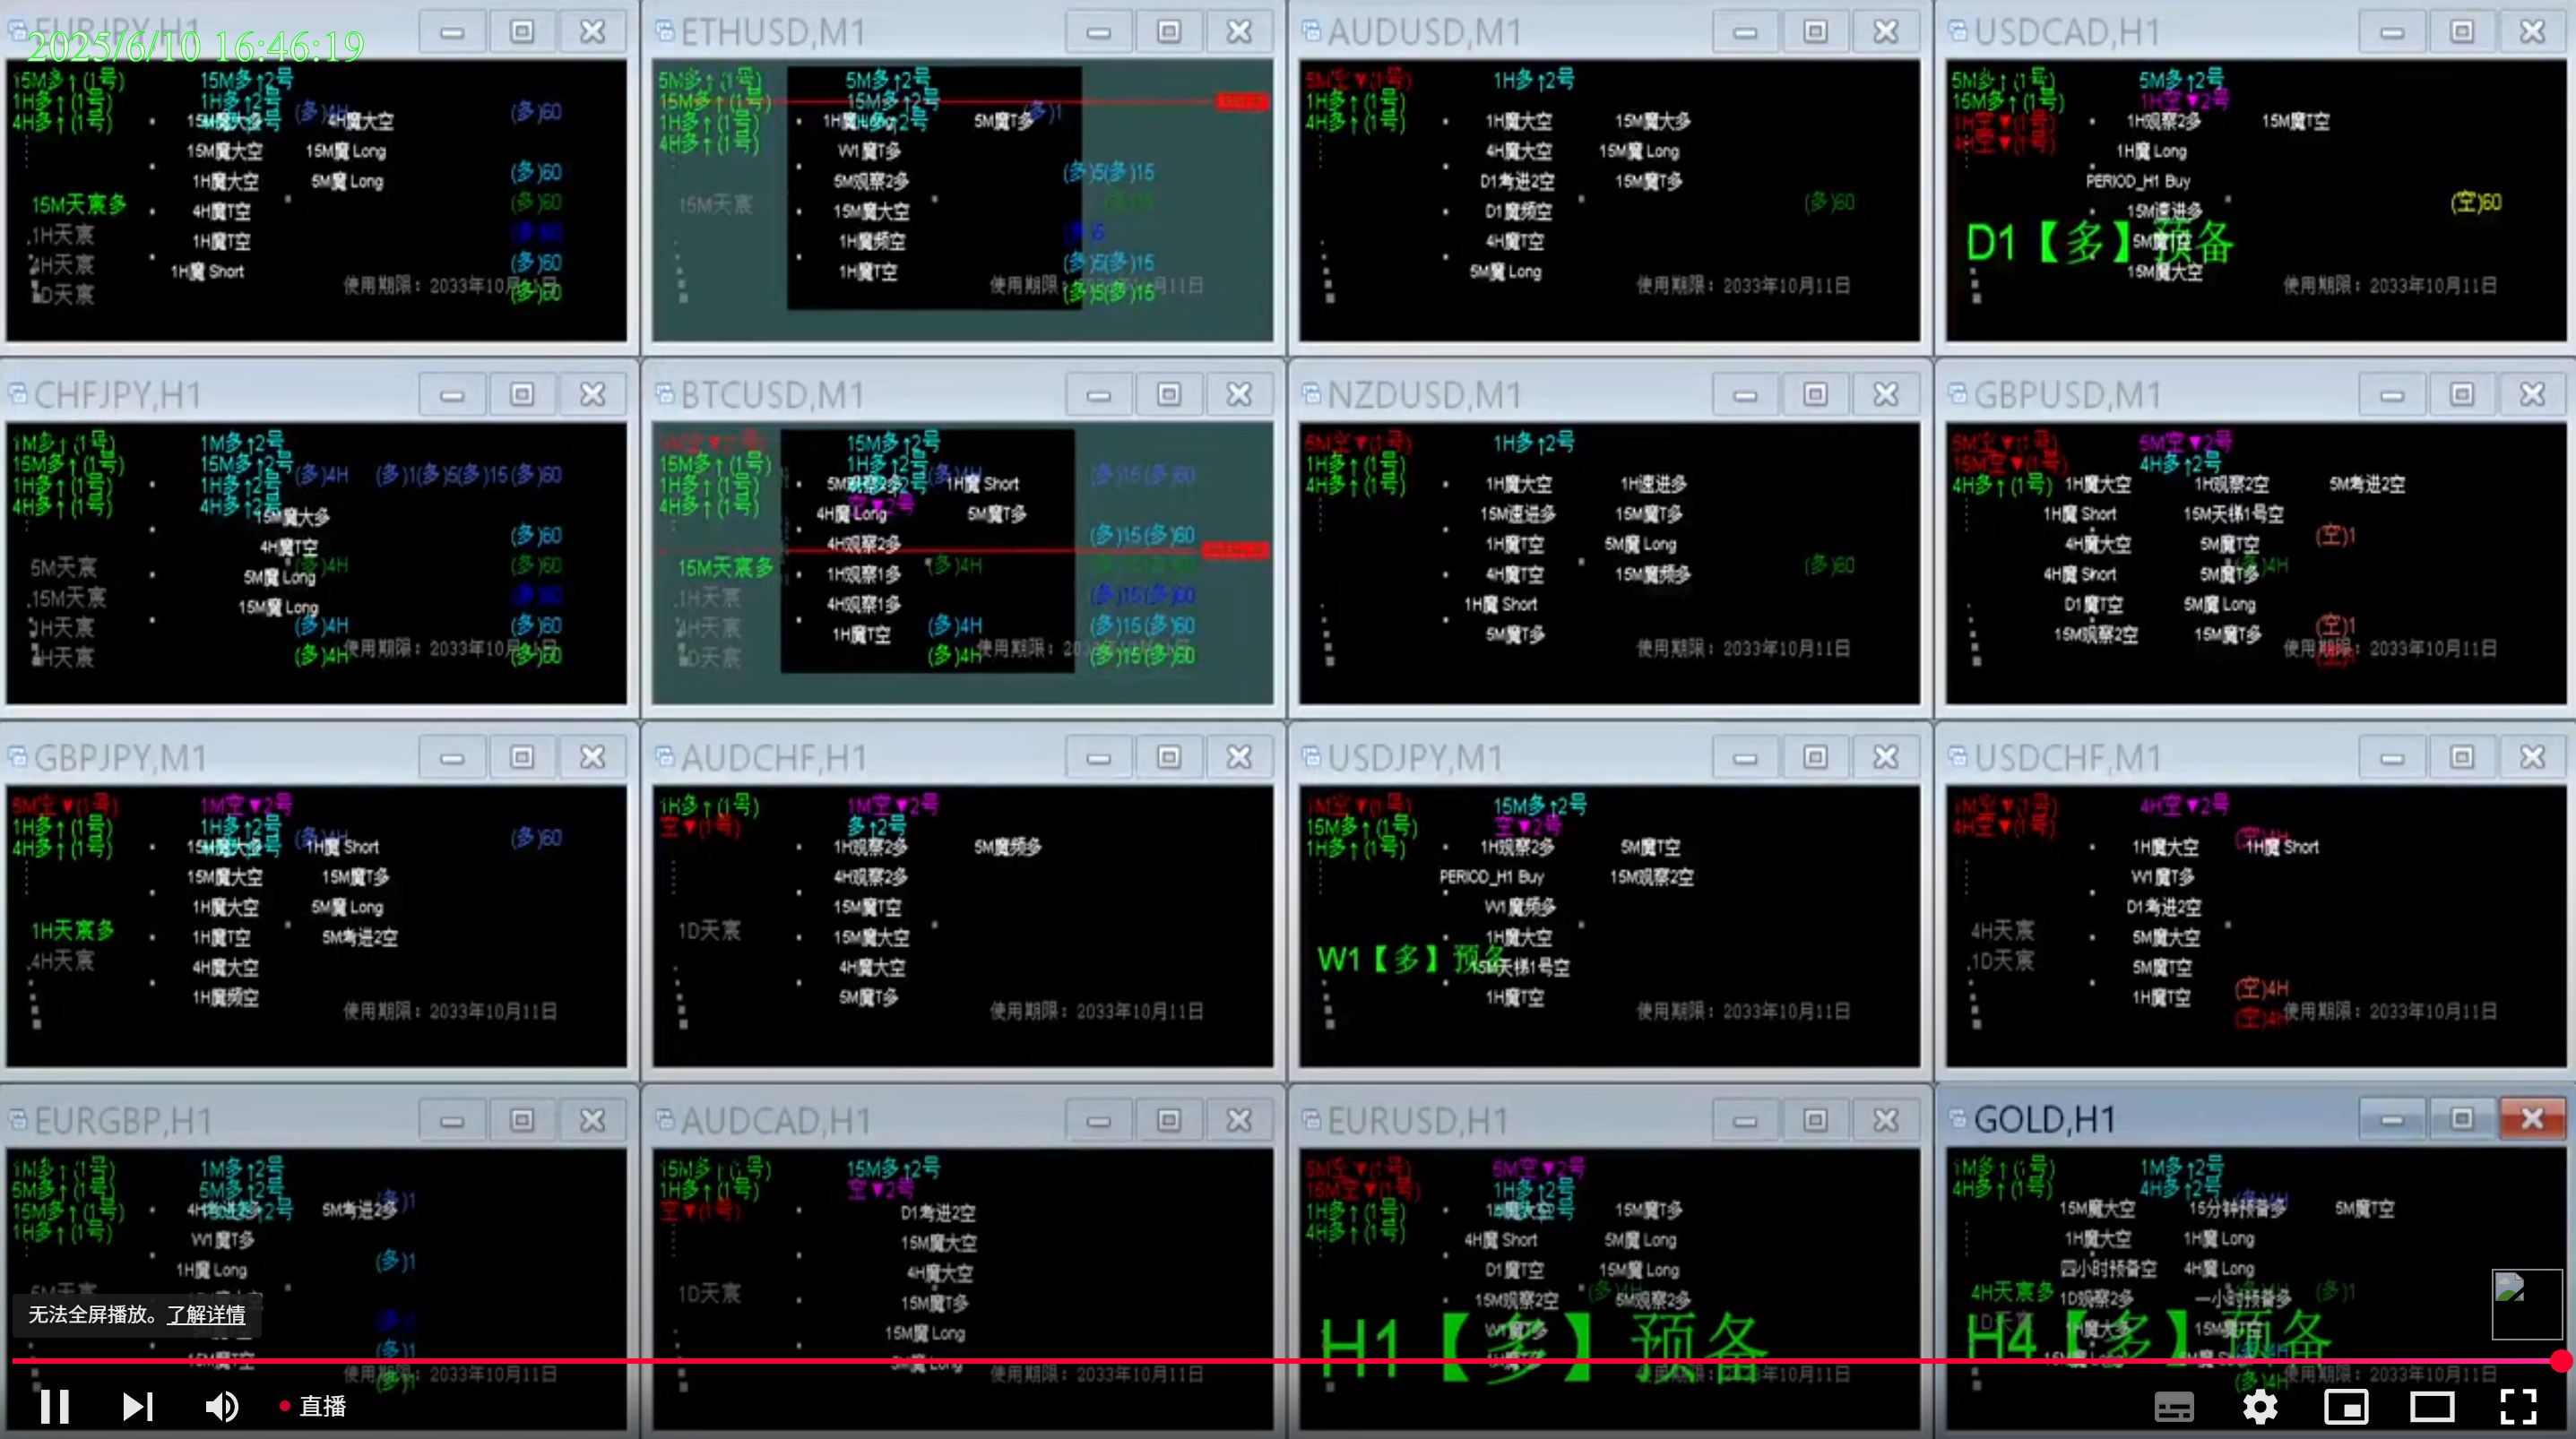 EURJPY,H1
2025/6/10 16:46:19
15M多↑(1号) 15M多↑2号
1H多↑(1号) 1H多↑2号
4H多↑(1号) 15M魔大多 (多)4H 4H魔大空 (多)60
15M魔大空 15M魔 Long
1H魔大空 5M魔 Long (多)60
15M天宸多 4H魔T空 (多)60
1H天宸 1H魔T空
4H天宸 1H魔 Short (多)60
D天宸 使用期限：2033年10月 (多)60
ETHUSD,M1
5M多↑(1号) 5M多↑2号
15M多↑(1号) 15M多↑2号
1H多↑(1号) 5M魔T多 (多)1
4H多↑(1号) W1魔T多
5M观察2多 (多)5(多)15
15M天宸 15M魔大空
1H魔频空
1H魔T空 (多)5(多)15
使用期限 (多)5(多)15 11日
AUDUSD,M1
5M空▼(1号) 1H多↑2号
1H多↑(1号)
4H多↑(1号) 1H魔大空 15M魔大多
4H魔大空 15M魔 Long
D1考进2空 15M魔T多
D1魔频空 (多)60
4H魔T空
5M魔 Long 使用期限：2033年10月11日
USDCAD,H1
5M多↑(1号) 5M多↑2号
15M多↑(1号) 1H空▼2号
1H空▼(1号) 1H观察2多 15M魔T空
4H空▼(1号) 1H魔 Long
PERIOD_H1 Buy
15M速进多 (空)60
D1【多】预备 5M魔T空
15M魔大空 使用期限：2033年10月11日
CHFJPY,H1
1M多↑(1号) 1M多↑2号
15M多↑(1号) 15M多↑2号
1H多↑(1号) 1H多↑2号 (多)4H (多)1(多)5(多)15(多)60
4H多↑(1号) 4H多↑2号
15M魔大多
4H魔T空 (多)60
5M天宸 5M魔 Long (多)4H (多)60
15M天宸 15M魔 Long
H天宸 (多)4H (多)60
H天宸 (多)4H 使用期限：2033年10月 (多)60
BTCUSD,M1
15M多↑2号
15M多↑(1号) 1H多↑2号
1H多↑(1号) 5M观察2多 1H魔 Short (多)15(多)60
4H多↑(1号) 空▼2号
4H魔 Long 5M魔T多
4H观察2多 (多)15(多)60
15M天宸多 1H观察1多 (多)4H
1H天宸 4H观察1多 (多)15(多)60
4H天宸 1H魔T空 (多)4H (多)15(多)60
D天宸 (多)4H 使用期限：20 (多)15(多)60
NZDUSD,M1
5M空▼(1号) 1H多↑2号
1H多↑(1号)
4H多↑(1号) 1H魔大空 1H速进多
15M速进多 15M魔T多
1H魔T空 5M魔 Long
4H魔T空 15M魔频多 (多)60
1H魔 Short
5M魔T多 使用期限：2033年10月11日
GBPUSD,M1
5M空▼(1号) 5M空▼2号
15M空▼(1号) 4H多↑2号
4H多↑(1号) 1H魔大空 1H观察2空 5M考进2空
1H魔 Short 15M天梯1号空
4H魔大空 5M魔T空 (空)1
4H魔 Short 5M魔T多 (多)4H
D1魔T空 5M魔 Long
15M观察2空 15M魔T多 (空)1
使用期限：2033年10月11日
GBPJPY,M1
5M空▼(1号) 1M空▼2号
1H多↑(1号) 1H多↑2号
4H多↑(1号) 15M魔大多 (多)4H 1H魔 Short (多)60
15M魔大空 15M魔T多
1H魔大空 5M魔 Long
1H天宸多 1H魔T空 5M考进2空
4H天宸 4H魔大空
1H魔频空 使用期限：2033年10月11日
AUDCHF,H1
1H多↑(1号) 1M空▼2号
空▼(1号) 多↑2号
1H观察2多 5M魔频多
4H观察2多
15M魔T空
1D天宸 15M魔大空
4H魔大空
5M魔T多 使用期限：2033年10月11日
USDJPY,M1
1M空▼(1号) 15M多↑2号
15M多↑(1号) 空▼2号
1H多↑(1号) 1H观察2多 5M魔T空
PERIOD_H1 Buy 15M观察2空
W1魔频多
1H魔大空
W1【多】预备 15M天梯1号空
1H魔T空 使用期限：2033年10月11日
USDCHF,M1
1M空▼(1号) 4H空▼2号
4H空▼(1号)
1H魔大空 (空)4H 1H魔 Short
W1魔T多
D1考进2空
4H天宸 5M魔大空
1D天宸 5M魔T空
1H魔T空 (空)4H
(空)4H 使用期限：2033年10月11日
EURGBP,H1
1M多↑(1号) 1M多↑2号
5M多↑(1号) 5M多↑2号
15M多↑(1号) 4H考进2多 5M考进2多 (多)1
1H多↑(1号) W1魔T多
1H魔 Long (多)1
无法全屏播放。了解详情
15M魔T空 (多)1
使用期限：2033年10月11日
AUDCAD,H1
15M多↑(1号) 15M多↑2号
1H多↑(1号) 空▼2号
空▼(1号) D1考进2空
15M魔大空
4H魔大空
1D天宸 15M魔T多
15M魔 Long
5M魔 Long 使用期限：2033年10月11日
EURUSD,H1
5M空▼(1号) 5M空▼2号
15M空▼(1号) 1H多↑2号
1H多↑(1号) 15M魔T多
4H多↑(1号) 4H魔 Short 5M魔 Long
D1魔T空 15M魔 Long
15M观察2空 5M观察2多
H1【多】预备 W1魔T多
年10月11日
GOLD,H1
1M多↑(1号) 1M多↑2号
4H多↑(1号) 4H多↑2号
15M魔大空 15分钟预备多 5M魔T空
1H魔大空 1H魔 Long
四小时预备空 4H魔 Long
4H天宸多 1D观察2多 一小时预备多 (多)1
1D天宸 1H魔大多 15M魔T空
H4【多】预备
(多)4H 使用期限：2033年10月11日
直播